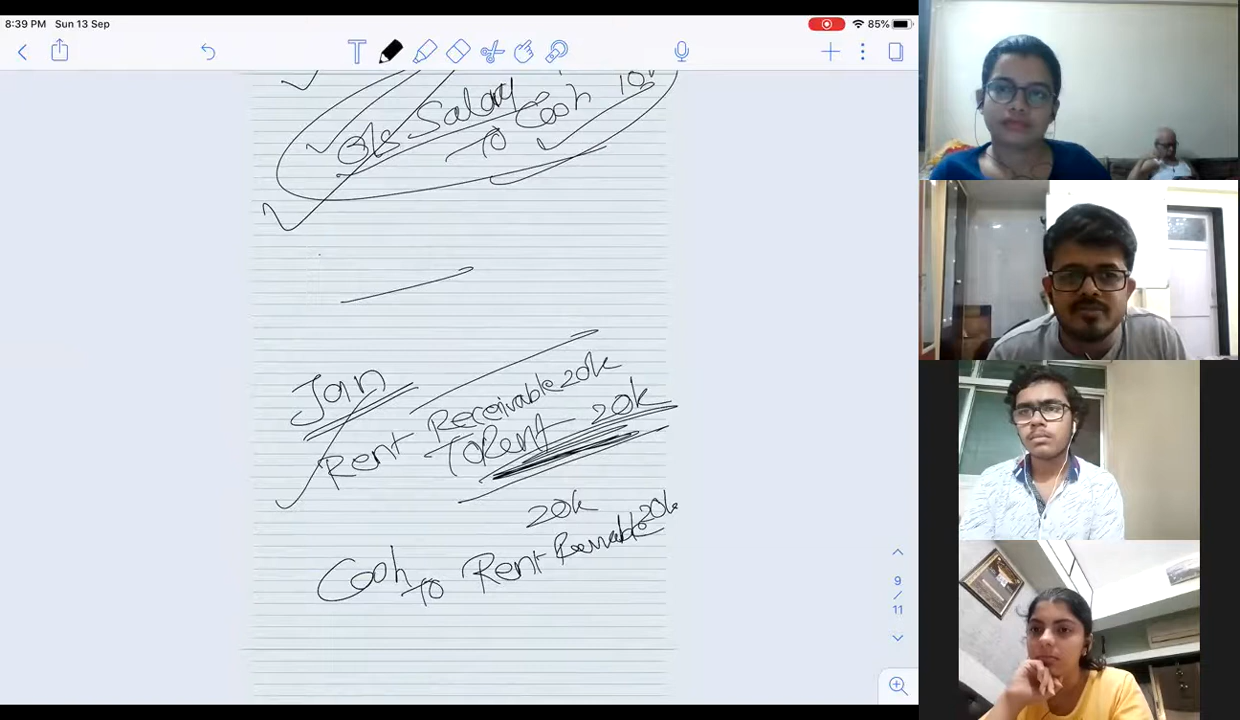 8:39 PM Sun 13 Sep
85%
T
O/s Salary
To Cash 10k
Jan
Rent Receivable 20k
To Rent 20k
20k
Cash
To Rent Receivable 20k
9
/
11